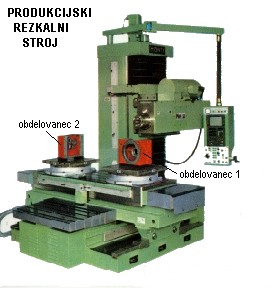 PRODUKCIJSKI
REZKALNI
STROJ
obdelovanec 2
obdelovanec 1